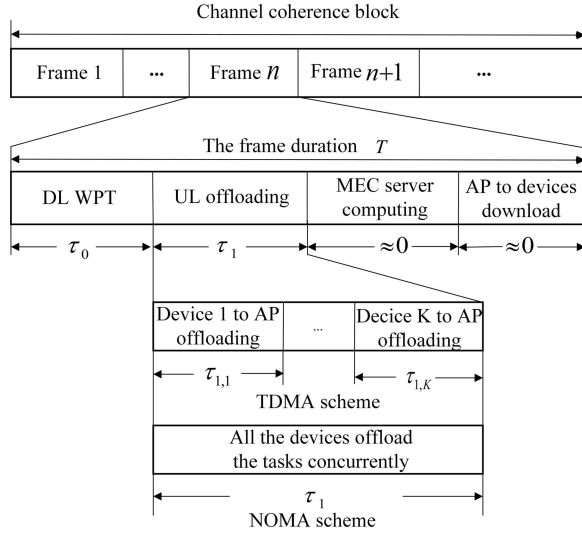 Channel coherence block
Frame 1 ... Frame n Frame n+1 ...
The frame duration T
DL WPT UL offloading MEC server computing AP to devices download
τ0 τ1 ≈0 ≈0
Device 1 to AP offloading ... Decice K to AP offloading
τ1,1 τ1,K
TDMA scheme
All the devices offload
the tasks concurrently
τ1
NOMA scheme